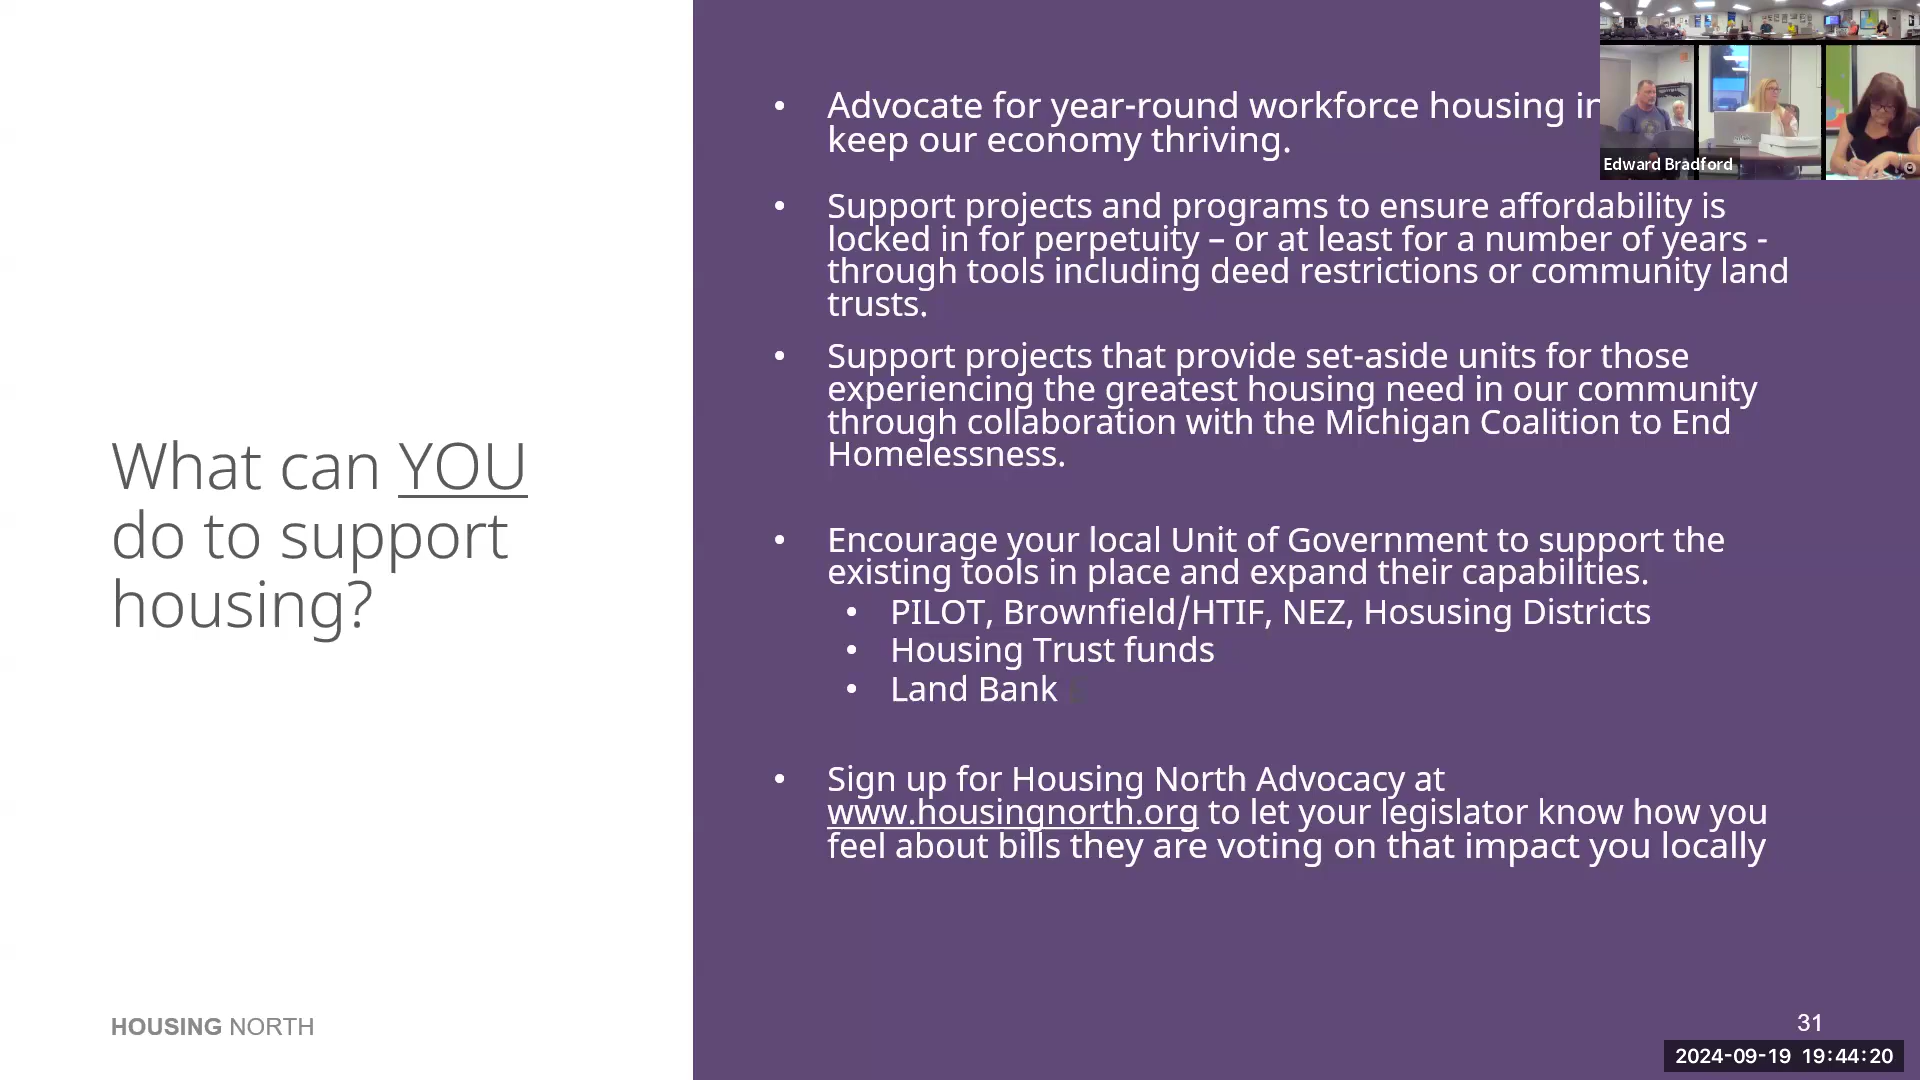 What can YOU
do to support
housing?
HOUSING NORTH
• Advocate for year-round workforce housing in
keep our economy thriving.
• Support projects and programs to ensure affordability is
locked in for perpetuity – or at least for a number of years -
through tools including deed restrictions or community land
trusts.
• Support projects that provide set-aside units for those
experiencing the greatest housing need in our community
through collaboration with the Michigan Coalition to End
Homelessness.
• Encourage your local Unit of Government to support the
existing tools in place and expand their capabilities.
• PILOT, Brownfield/HTIF, NEZ, Hosusing Districts
• Housing Trust funds
• Land Bank
• Sign up for Housing North Advocacy at
www.housingnorth.org to let your legislator know how you
feel about bills they are voting on that impact you locally
31
Edward Bradford
2024-09-19 19:44:20